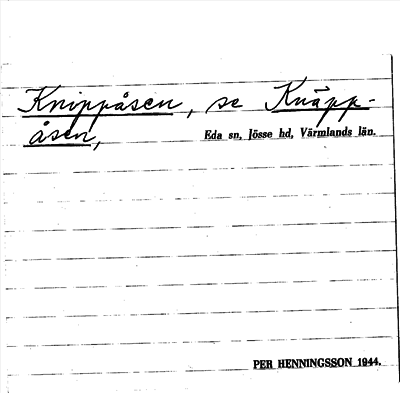 Knippåsen, se Knäpp-
åsen,
Eda sn, Jösse hd, Värmlands län.
PER HENNINGSSON 1944.